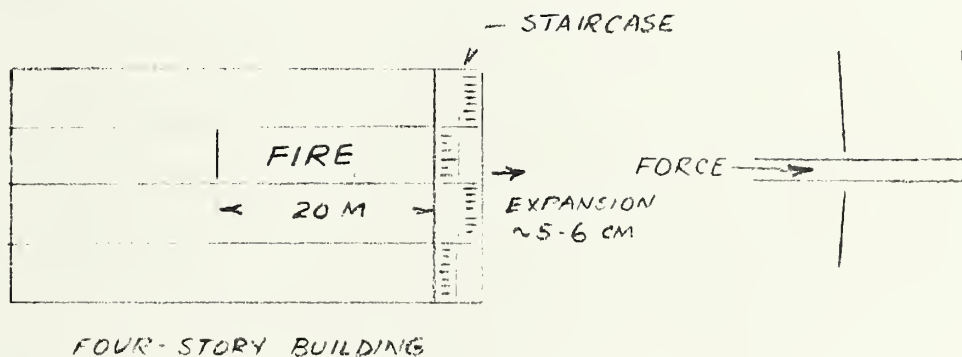 STAIRCASE
FIRE
FORCE
20 M
EXPANSION
~5-6 CM
FOUR-STORY BUILDING